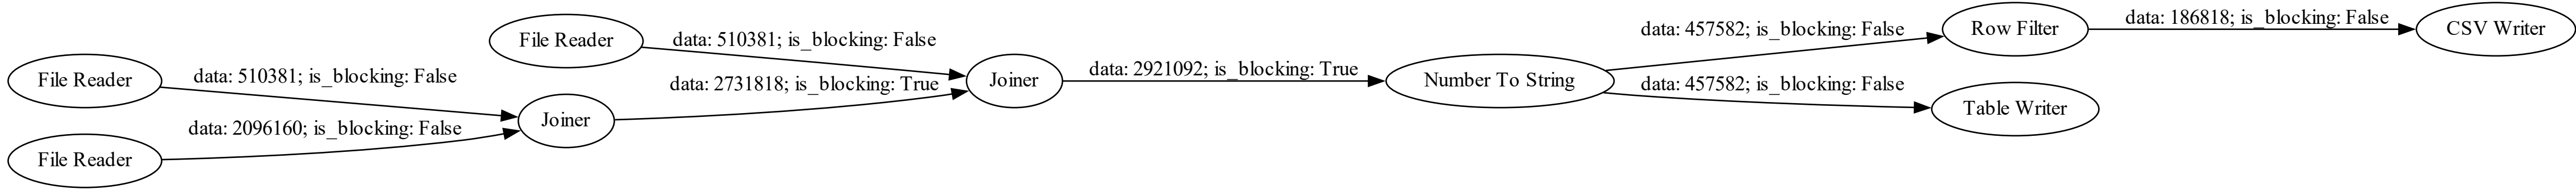 File Reader
data: 510381; is_blocking: False
File Reader
data: 2096160; is_blocking: False
File Reader
data: 510381; is_blocking: False
Joiner
data: 2731818; is_blocking: True
Joiner
data: 2921092; is_blocking: True
Number To String
data: 457582; is_blocking: False
data: 457582; is_blocking: False
Row Filter
data: 186818; is_blocking: False
CSV Writer
Table Writer